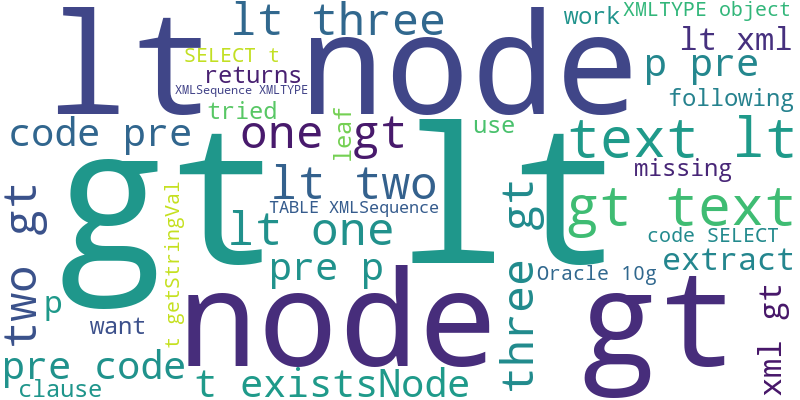 lt three
work
XMLTYPE object
lt node
SELECT t
lt xml
returns
p pre
XMLSequence XMLTYPE
following
tried
code pre
one gt
leaf
use
text lt
gt lt
missing
lt two
two gt
t getStringVal
TABLE XMLSequence
gt text
lt one
three gt
code SELECT
pre p
Oracle 10g
extract
node gt
p
want
xml gt
pre code
t existsNode
clause